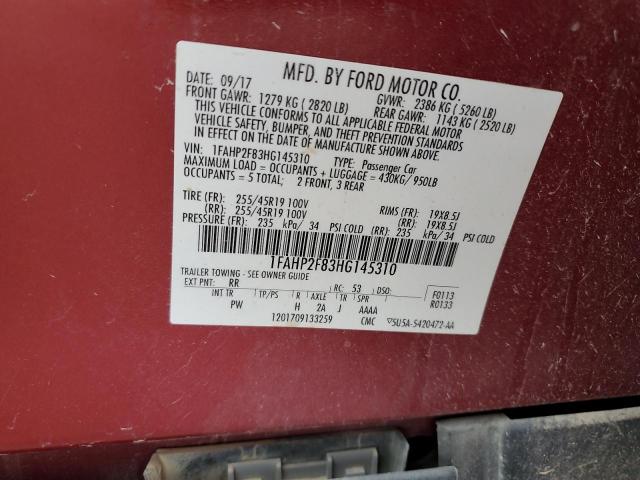 MFD. BY FORD MOTOR CO.
DATE: 09/17 GVWR: 2386 KG ( 5260 LB)
FRONT GAWR: 1279 KG ( 2820 LB) REAR GAWR: 1143 KG ( 2520 LB)
THIS VEHICLE CONFORMS TO ALL APPLICABLE FEDERAL MOTOR
VEHICLE SAFETY, BUMPER, AND THEFT PREVENTION STANDARDS
IN EFFECT ON THE DATE OF MANUFACTURE SHOWN ABOVE.
VIN: 1FAHP2F83HG145310 TYPE: Passenger Car
MAXIMUM LOAD = OCCUPANTS + LUGGAGE = 430KG/ 950LB
OCCUPANTS = 5 TOTAL; 2 FRONT, 3 REAR
TIRE (FR): 255/45R19 100V RIMS (FR): 19X8.5J
(RR): 255/45R19 100V (RR): 19X8.5J
PRESSURE (FR): 235 kPa/ 34 PSI COLD (RR): 235 kPa/ 34 PSI COLD
1FAHP2F83HG145310
TRAILER TOWING - SEE OWNER GUIDE
EXT PNT: RR RC: 53 DSO: F0113
INT TR TP/PS R AXLE TR SPR R0133
PW H 2A J AAAA
1201709133259 CMC 5U5A-5420472-AA